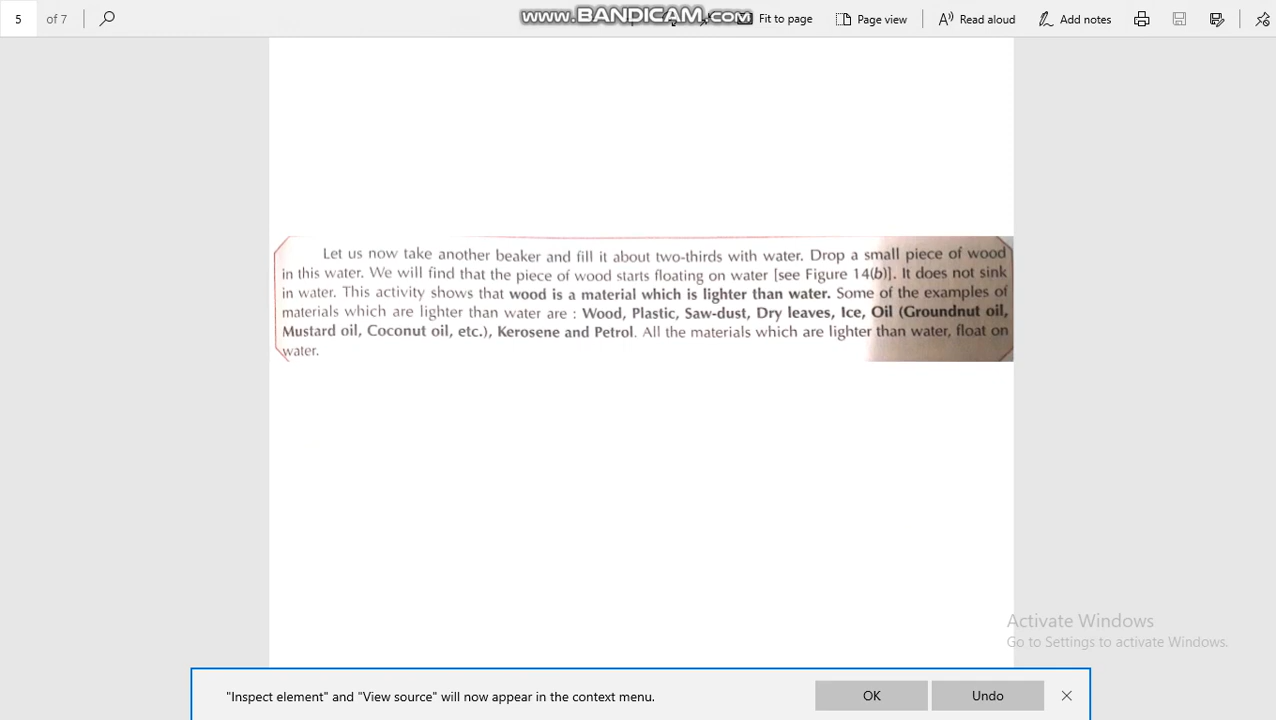 5 of 7 www.BANDICAM.com Fit to page Page view Read aloud Add notes
Let us now take another beaker and fill it about two-thirds with water. Drop a small piece of wood
in this water. We will find that the piece of wood starts floating on water [see Figure 14(b)]. It does not sink
in water. This activity shows that wood is a material which is lighter than water. Some of the examples of
materials which are lighter than water are : Wood, Plastic, Saw-dust, Dry leaves, Ice, Oil (Groundnut oil,
Mustard oil, Coconut oil, etc.), Kerosene and Petrol. All the materials which are lighter than water, float on
water.
Activate Windows
Go to Settings to activate Windows.
"Inspect element" and "View source" will now appear in the context menu. OK Undo